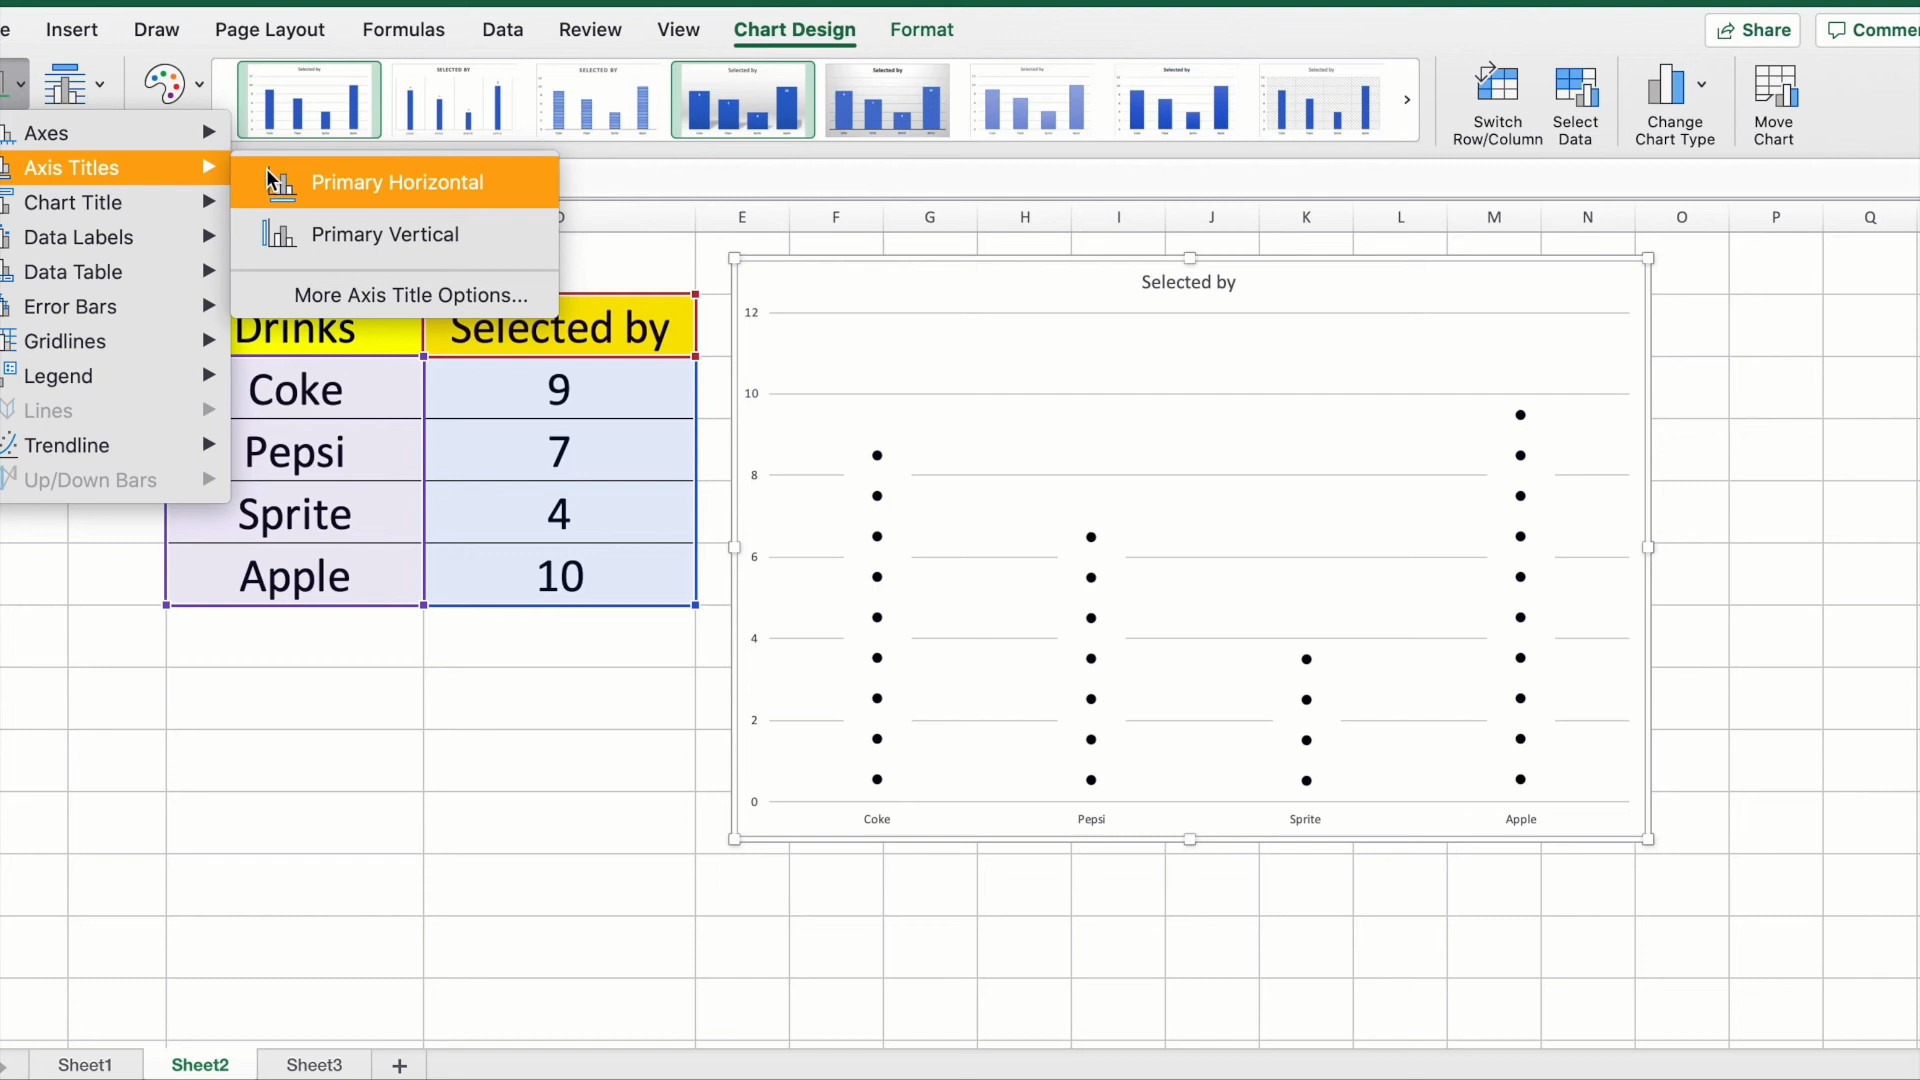 e Insert Draw Page Layout Formulas Data Review View Chart Design Format Share Comme
Switch Row/Column
Select Data
Change Chart Type
Move Chart
Axes
Axis Titles
Chart Title
Data Labels
Data Table
Error Bars
Gridlines
Legend
Lines
Trendline
Up/Down Bars
Primary Horizontal
Primary Vertical
More Axis Title Options...
E F G H I J K L M N O P Q
Drinks Selected by
Coke 9
Pepsi 7
Sprite 4
Apple 10
Selected by
12
10
8
6
4
2
0
Coke Pepsi Sprite Apple
Sheet1 Sheet2 Sheet3 +